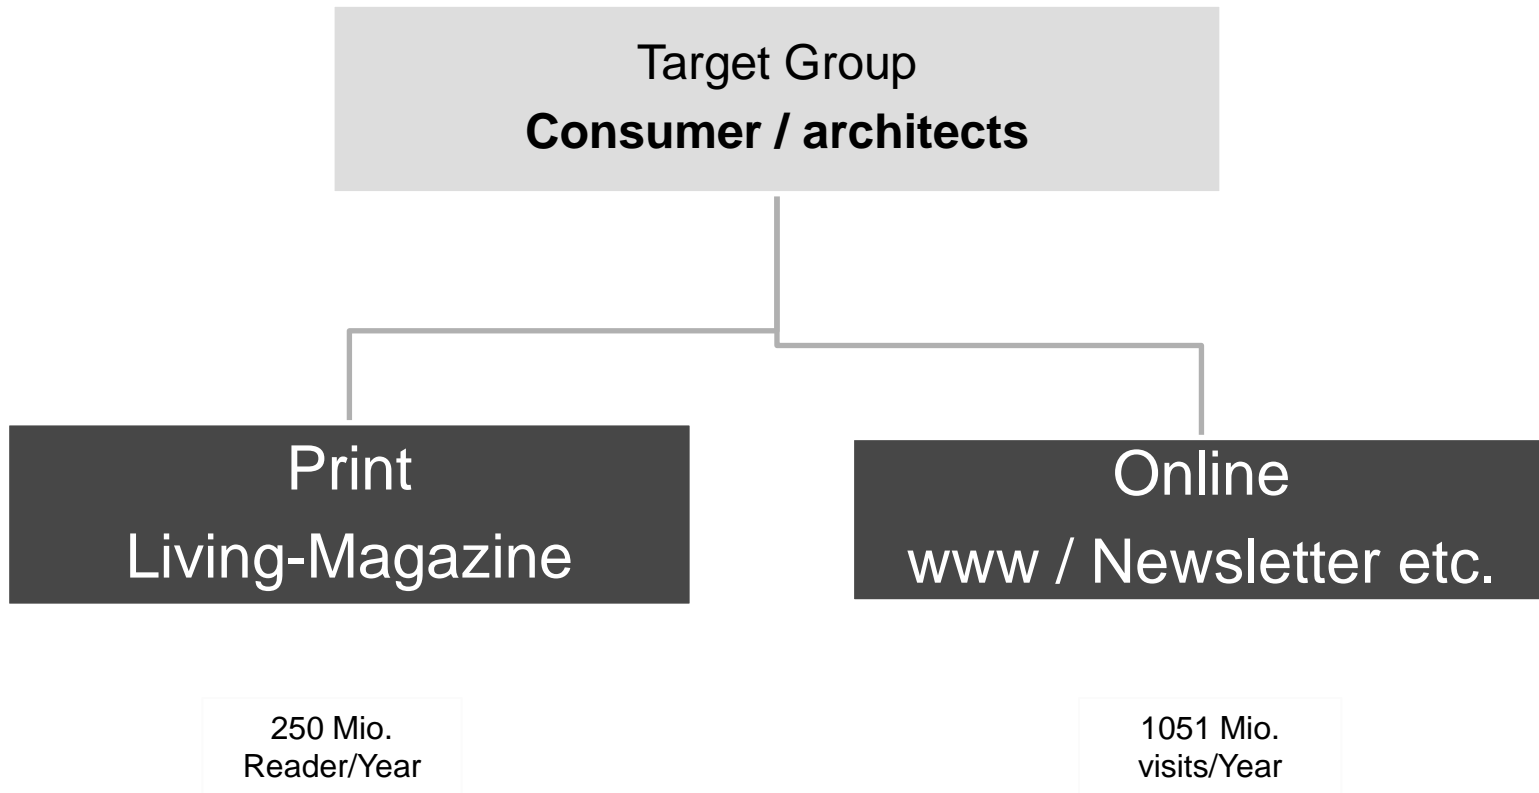 Target Group
Consumer / architects
Print
Living-Magazine
Online
www / Newsletter etc.
250 Mio.
Reader/Year
1051 Mio.
visits/Year